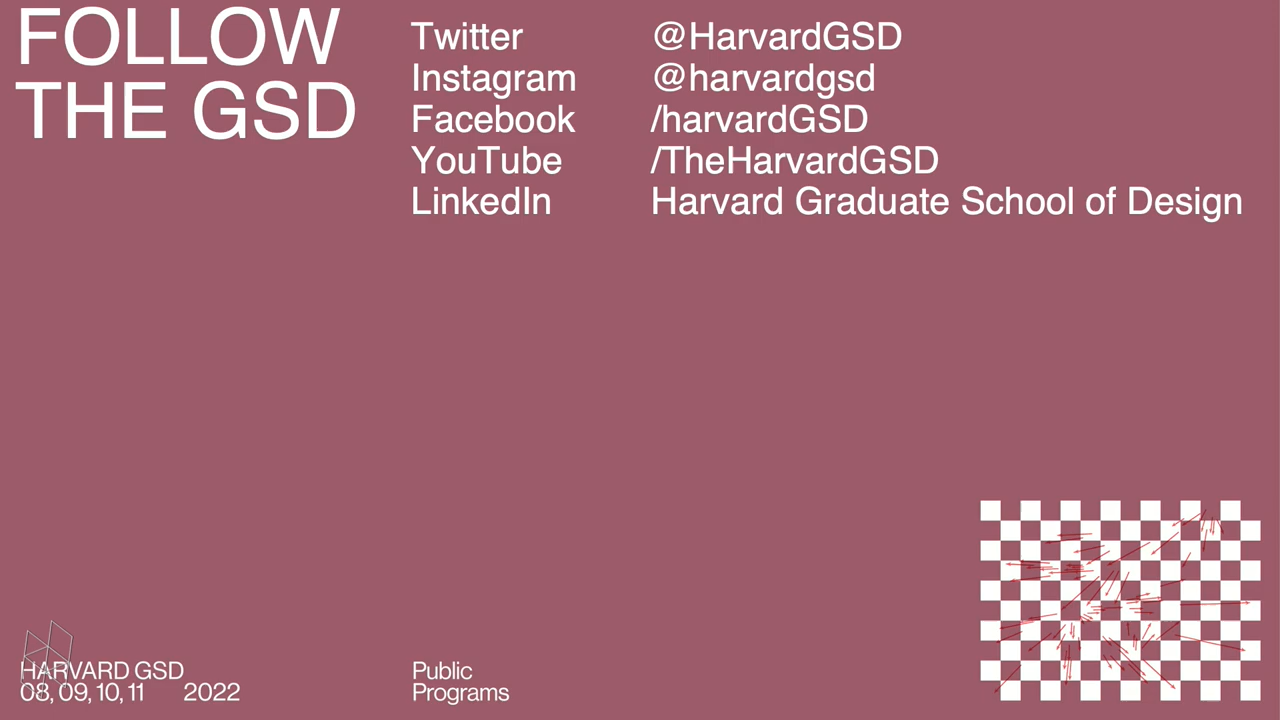 FOLLOW
THE GSD
Twitter @HarvardGSD
Instagram @harvardgsd
Facebook /harvardGSD
YouTube /TheHarvardGSD
LinkedIn Harvard Graduate School of Design
HARVARD GSD
08, 09, 10, 11 2022
Public
Programs